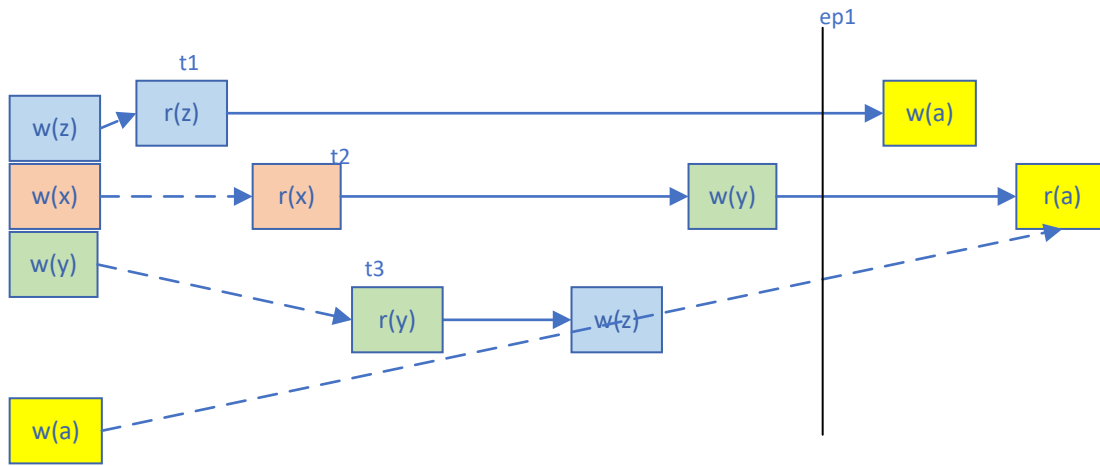 ep1
t1
w(z)
r(z)
w(a)
t2
w(x)
r(x)
w(y)
r(a)
w(y)
t3
r(y)
w(z)
w(a)